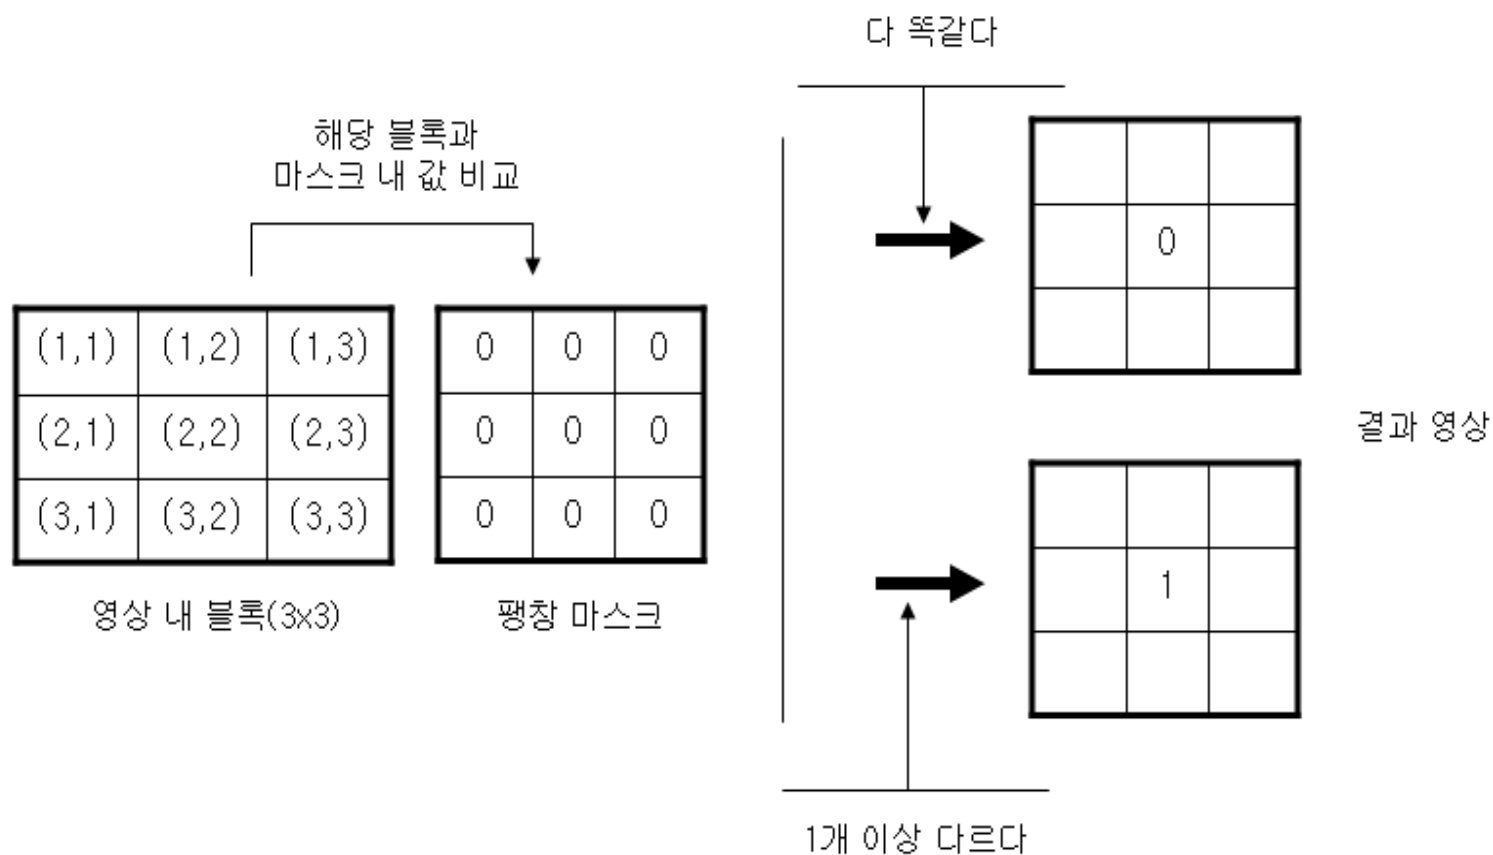 다 똑같다
해당 블록과
마스크 내 값 비교
(1,1) (1,2) (1,3)
(2,1) (2,2) (2,3)
(3,1) (3,2) (3,3)
영상 내 블록(3x3)
0 0 0
0 0 0
0 0 0
팽창 마스크
0
결과 영상
1
1개 이상 다르다